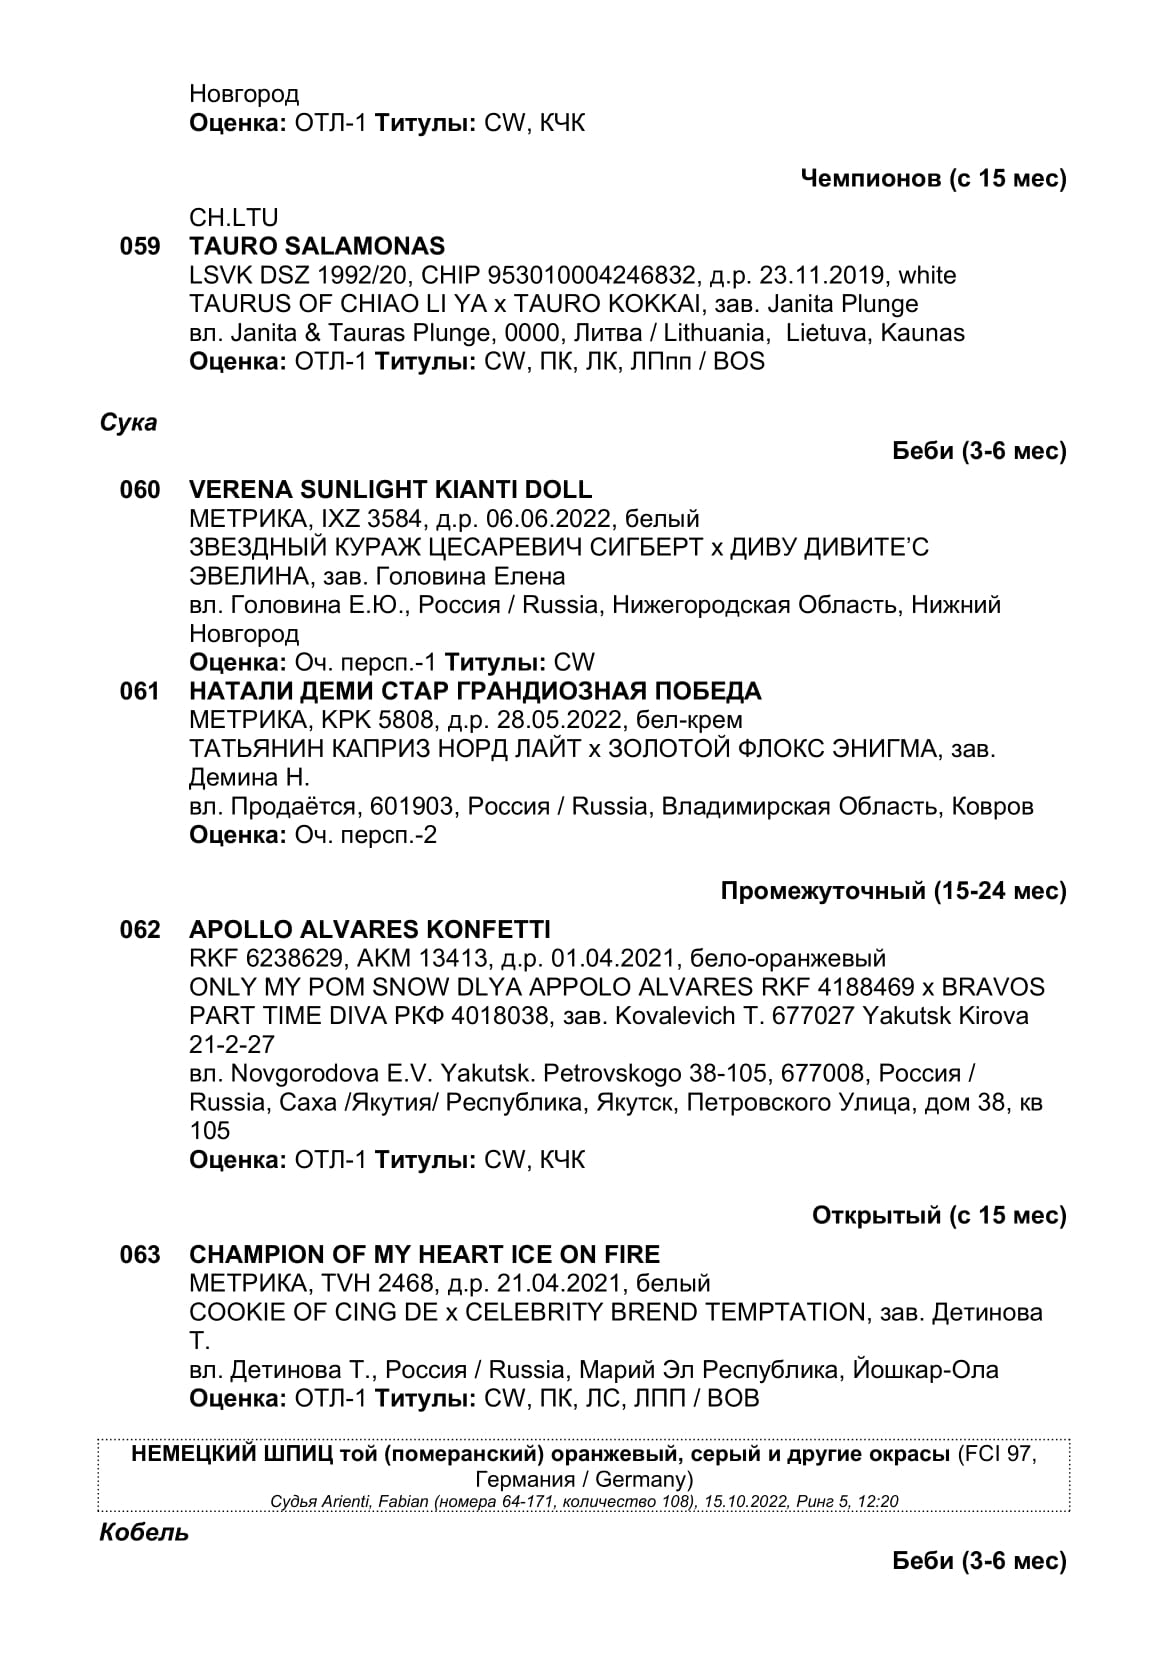 Новгород
Оценка: ОТЛ-1 Титулы: CW, КЧК
Чемпионов (с 15 мес)
CH.LTU
059 TAURO SALAMONAS
LSVK DSZ 1992/20, CHIP 953010004246832, д.р. 23.11.2019, white
TAURUS OF CHIAO LI YA x TAURO KOKKAI, зав. Janita Plunge
вл. Janita & Tauras Plunge, 0000, Литва / Lithuania, Lietuva, Kaunas
Оценка: ОТЛ-1 Титулы: CW, ПК, ЛК, ЛПпп / BOS
Сука
Беби (3-6 мес)
060 VERENA SUNLIGHT KIANTI DOLL
МЕТРИКА, IXZ 3584, д.р. 06.06.2022, белый
ЗВЕЗДНЫЙ КУРАЖ ЦЕСАРЕВИЧ СИГБЕРТ x ДИВУ ДИВИТЕ’С
ЭВЕЛИНА, зав. Головина Елена
вл. Головина Е.Ю., Россия / Russia, Нижегородская Область, Нижний
Новгород
Оценка: Оч. персп.-1 Титулы: CW
061 НАТАЛИ ДЕМИ СТАР ГРАНДИОЗНАЯ ПОБЕДА
МЕТРИКА, KPK 5808, д.р. 28.05.2022, бел-крем
ТАТЬЯНИН КАПРИЗ НОРД ЛАЙТ x ЗОЛОТОЙ ФЛОКС ЭНИГМА, зав.
Демина Н.
вл. Продаётся, 601903, Россия / Russia, Владимирская Область, Ковров
Оценка: Оч. персп.-2
Промежуточный (15-24 мес)
062 APOLLO ALVARES KONFETTI
RKF 6238629, AKM 13413, д.р. 01.04.2021, бело-оранжевый
ONLY MY POM SNOW DLYA APPOLO ALVARES RKF 4188469 x BRAVOS
PART TIME DIVA РКФ 4018038, зав. Kovalevich T. 677027 Yakutsk Kirova
21-2-27
вл. Novgorodova E.V. Yakutsk. Petrovskogo 38-105, 677008, Россия /
Russia, Саха /Якутия/ Республика, Якутск, Петровского Улица, дом 38, кв
105
Оценка: ОТЛ-1 Титулы: CW, КЧК
Открытый (с 15 мес)
063 CHAMPION OF MY HEART ICE ON FIRE
МЕТРИКА, TVH 2468, д.р. 21.04.2021, белый
COOKIE OF CING DE x CELEBRITY BREND TEMPTATION, зав. Детинова
Т.
вл. Детинова Т., Россия / Russia, Марий Эл Республика, Йошкар-Ола
Оценка: ОТЛ-1 Титулы: CW, ПК, ЛС, ЛПП / BOB
НЕМЕЦКИЙ ШПИЦ той (померанский) оранжевый, серый и другие окрасы (FCI 97,
Германия / Germany)
Судья Arienti, Fabian (номера 64-171, количество 108), 15.10.2022, Ринг 5, 12:20
Кобель
Беби (3-6 мес)